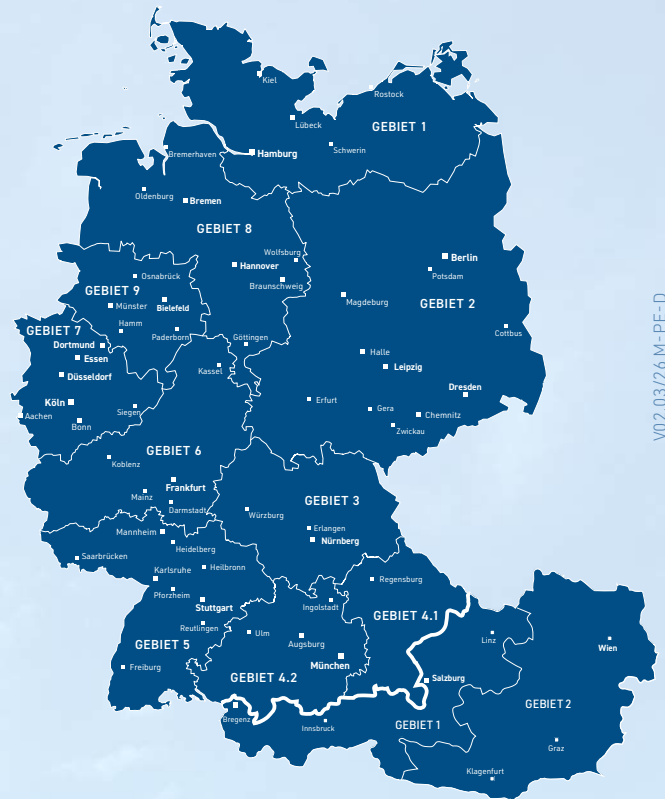 Kiel
Rostock
Lübeck
GEBIET 1
Schwerin
Bremerhaven
Hamburg
Oldenburg
Bremen
GEBIET 8
Wolfsburg
Hannover
Braunschweig
Berlin
Potsdam
Magdeburg
GEBIET 2
Cottbus
Osnabrück
GEBIET 9
Münster
Bielefeld
Hamm
Paderborn
Göttingen
GEBIET 7
Dortmund
Essen
Düsseldorf
Köln
Aachen
Bonn
Siegen
Kassel
Halle
Leipzig
Dresden
Erfurt
Gera
Chemnitz
Zwickau
GEBIET 6
Koblenz
Frankfurt
Mainz
Darmstadt
GEBIET 3
Würzburg
Erlangen
Nürnberg
Mannheim
Saarbrücken
Heidelberg
Karlsruhe
Heilbronn
Pforzheim
Stuttgart
Reutlingen
GEBIET 5
Freiburg
Regensburg
Ingolstadt
GEBIET 4.1
Ulm
Augsburg
München
GEBIET 4.2
Linz
Wien
Salzburg
Bregenz
Innsbruck
GEBIET 1
GEBIET 2
Graz
Klagenfurt
V02 03/26 M-PE-D